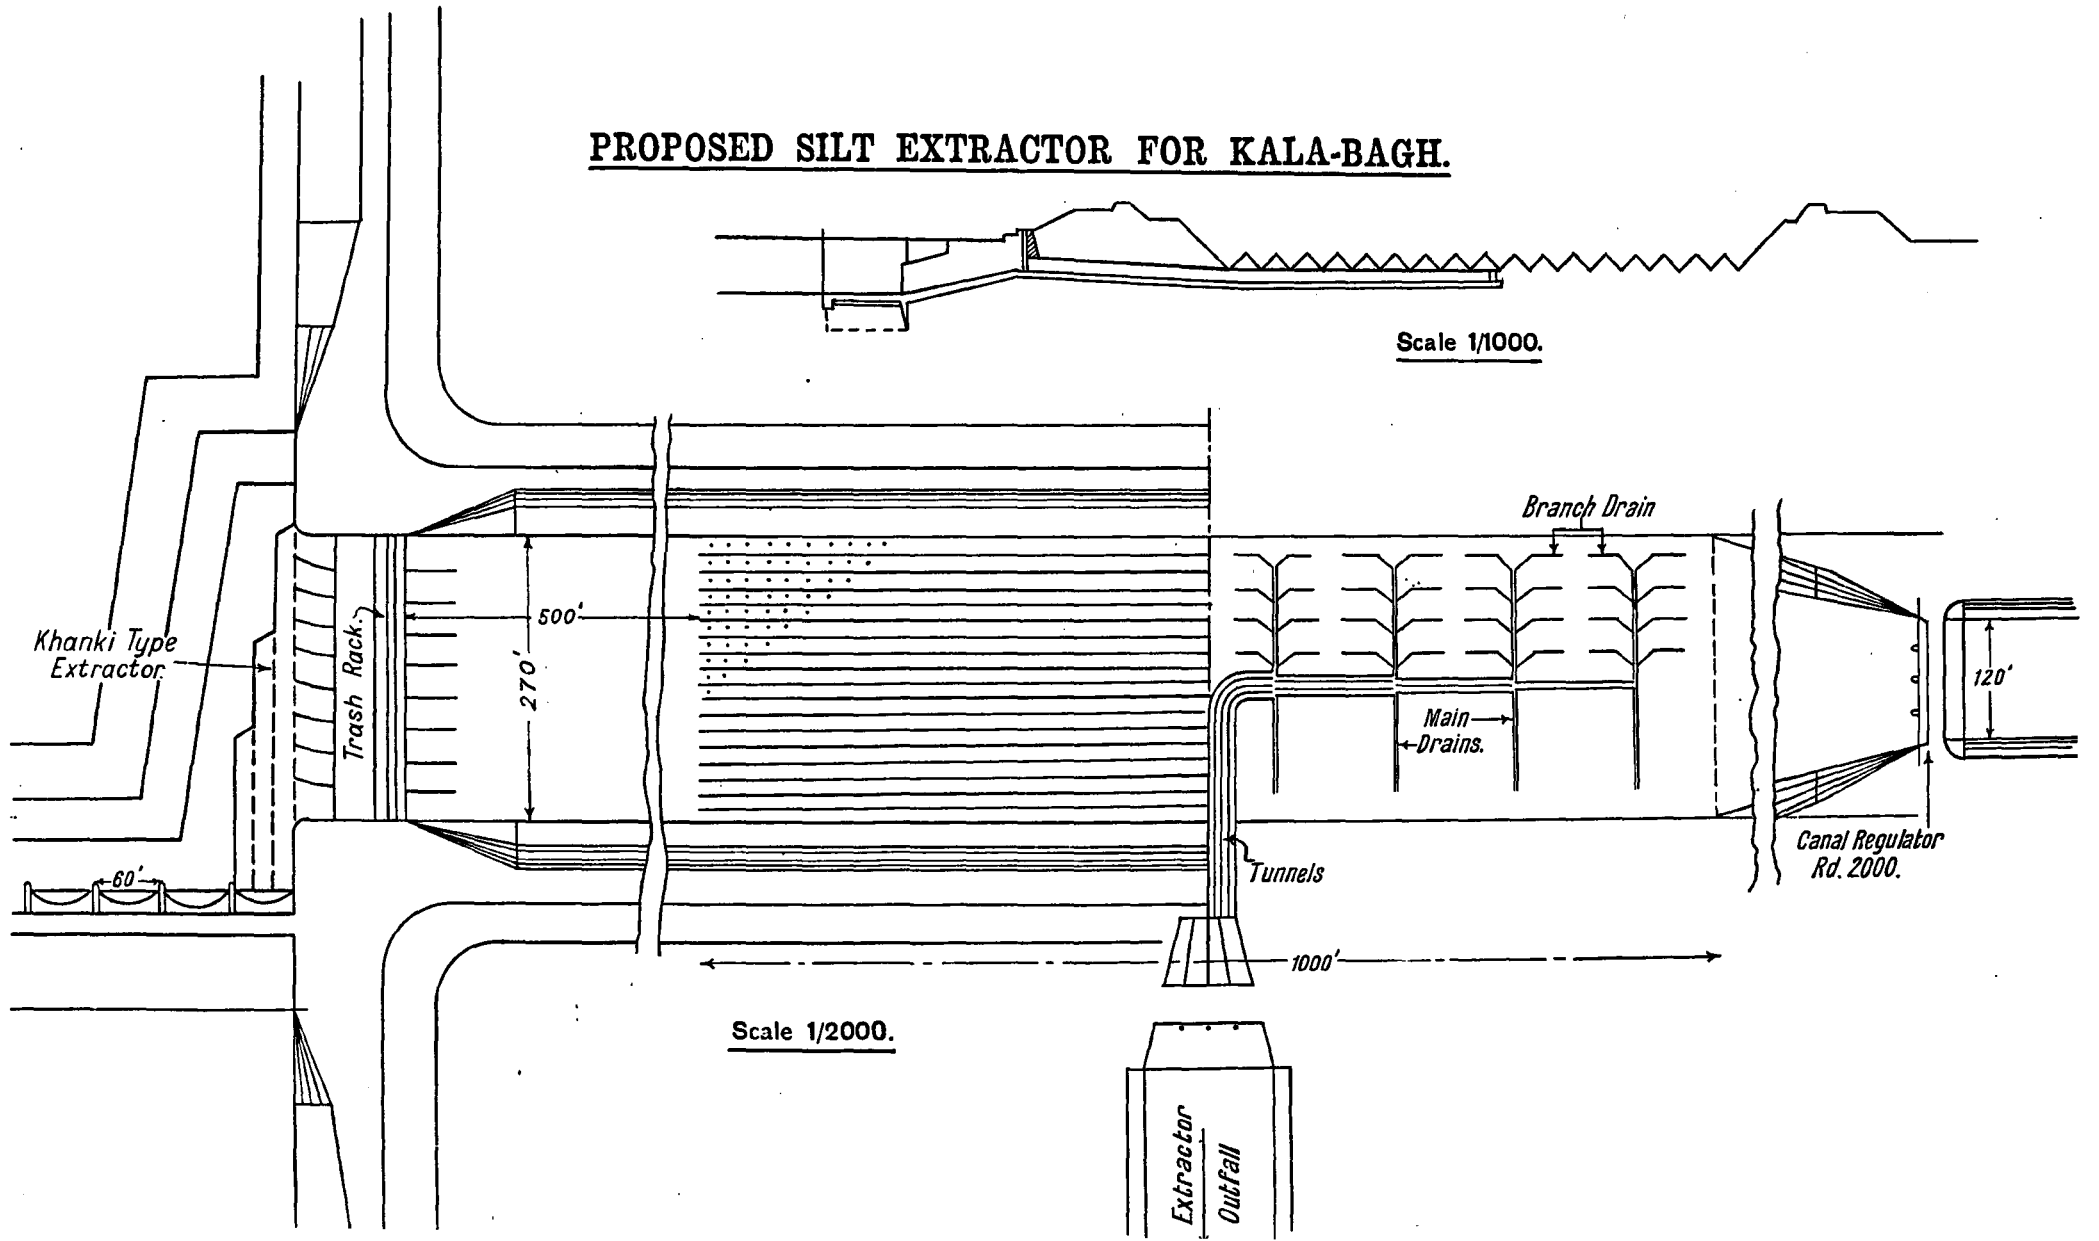 PROPOSED SILT EXTRACTOR FOR KALA-BAGH.
Scale 1/1000.
Branch Drain
Khanki Type
Extractor.
Trash Rack.
500'
270'
Main
Drains.
120'
Canal Regulator
Rd. 2000.
60'
Tunnels
1000'
Scale 1/2000.
Extractor
Outfall